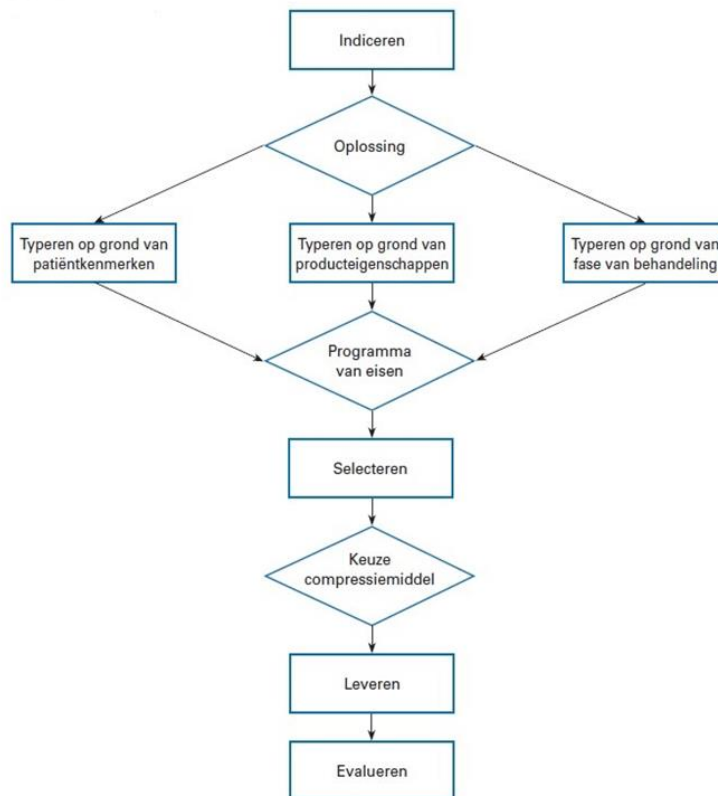 Indiceren
Oplossing
Typeren op grond van
patiëntkenmerken
Typeren op grond van
producteigenschappen
Typeren op grond van
fase van behandeling
Programma
van eisen
Selecteren
Keuze
compressiemiddel
Leveren
Evalueren